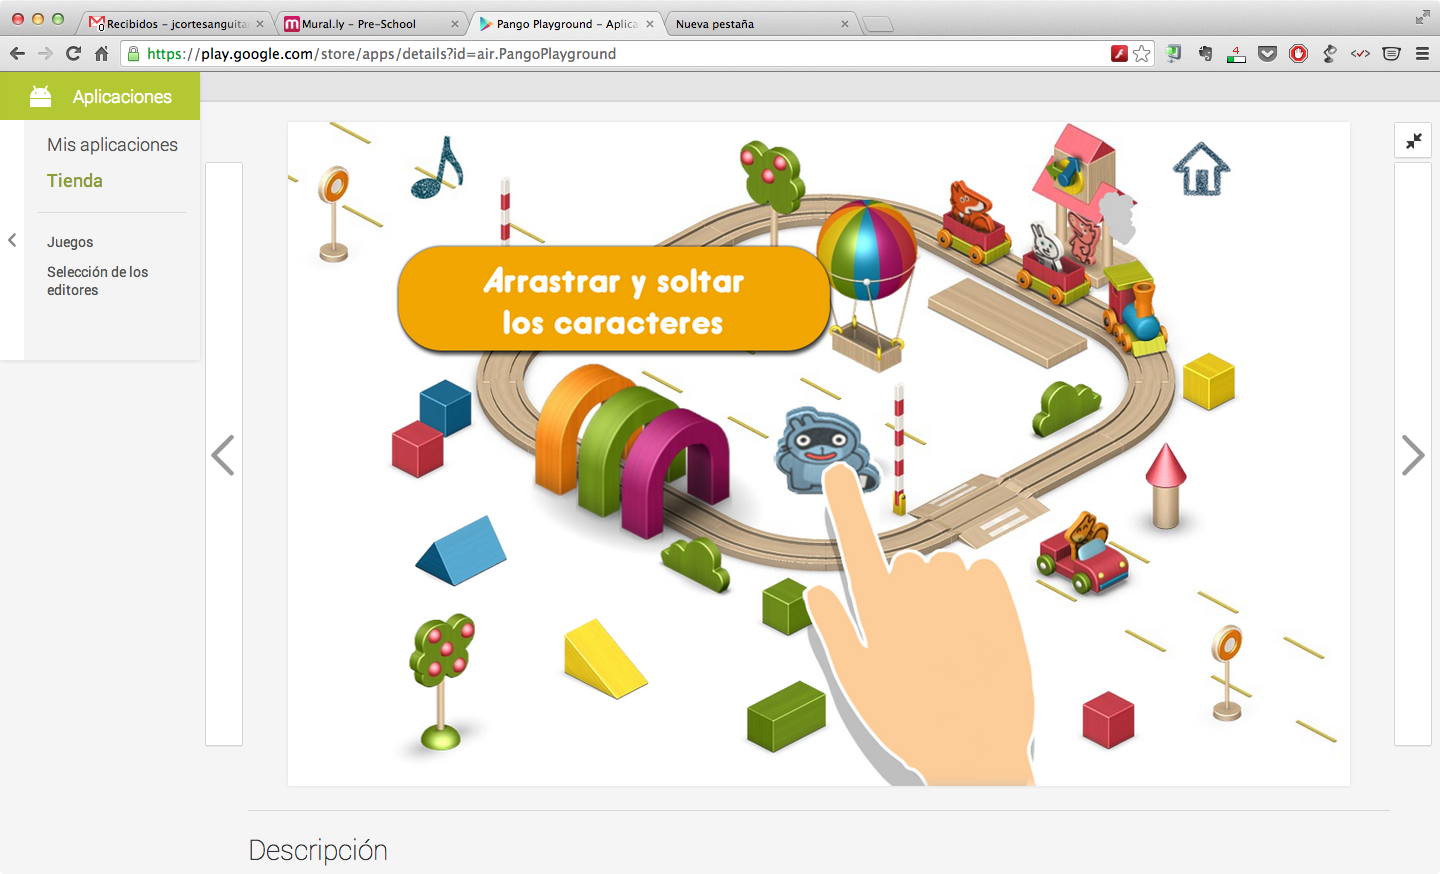 Recibidos – jcortesanguita
Mural.ly – Pre-School
Pango Playground – Aplica
Nueva pestaña
https://play.google.com/store/apps/details?id=air.PangoPlayground
4
Aplicaciones
Mis aplicaciones
Tienda
Juegos
Selección de los
editores
Arrastrar y soltar
los caracteres
Descripción